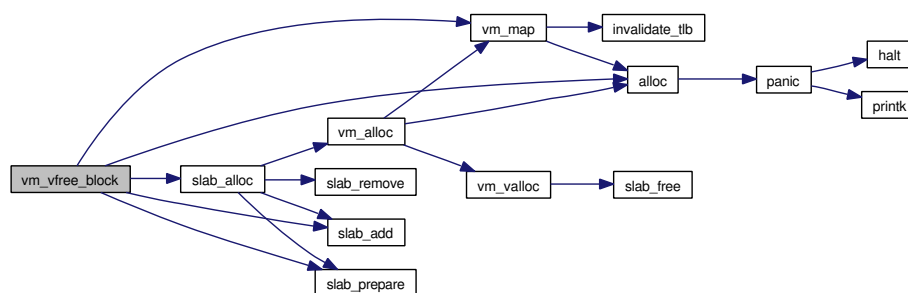 vm_map
invalidate_tlb
halt
alloc
panic
printk
vm_alloc
vm_vfree_block
slab_alloc
slab_remove
vm_valloc
slab_free
slab_add
slab_prepare